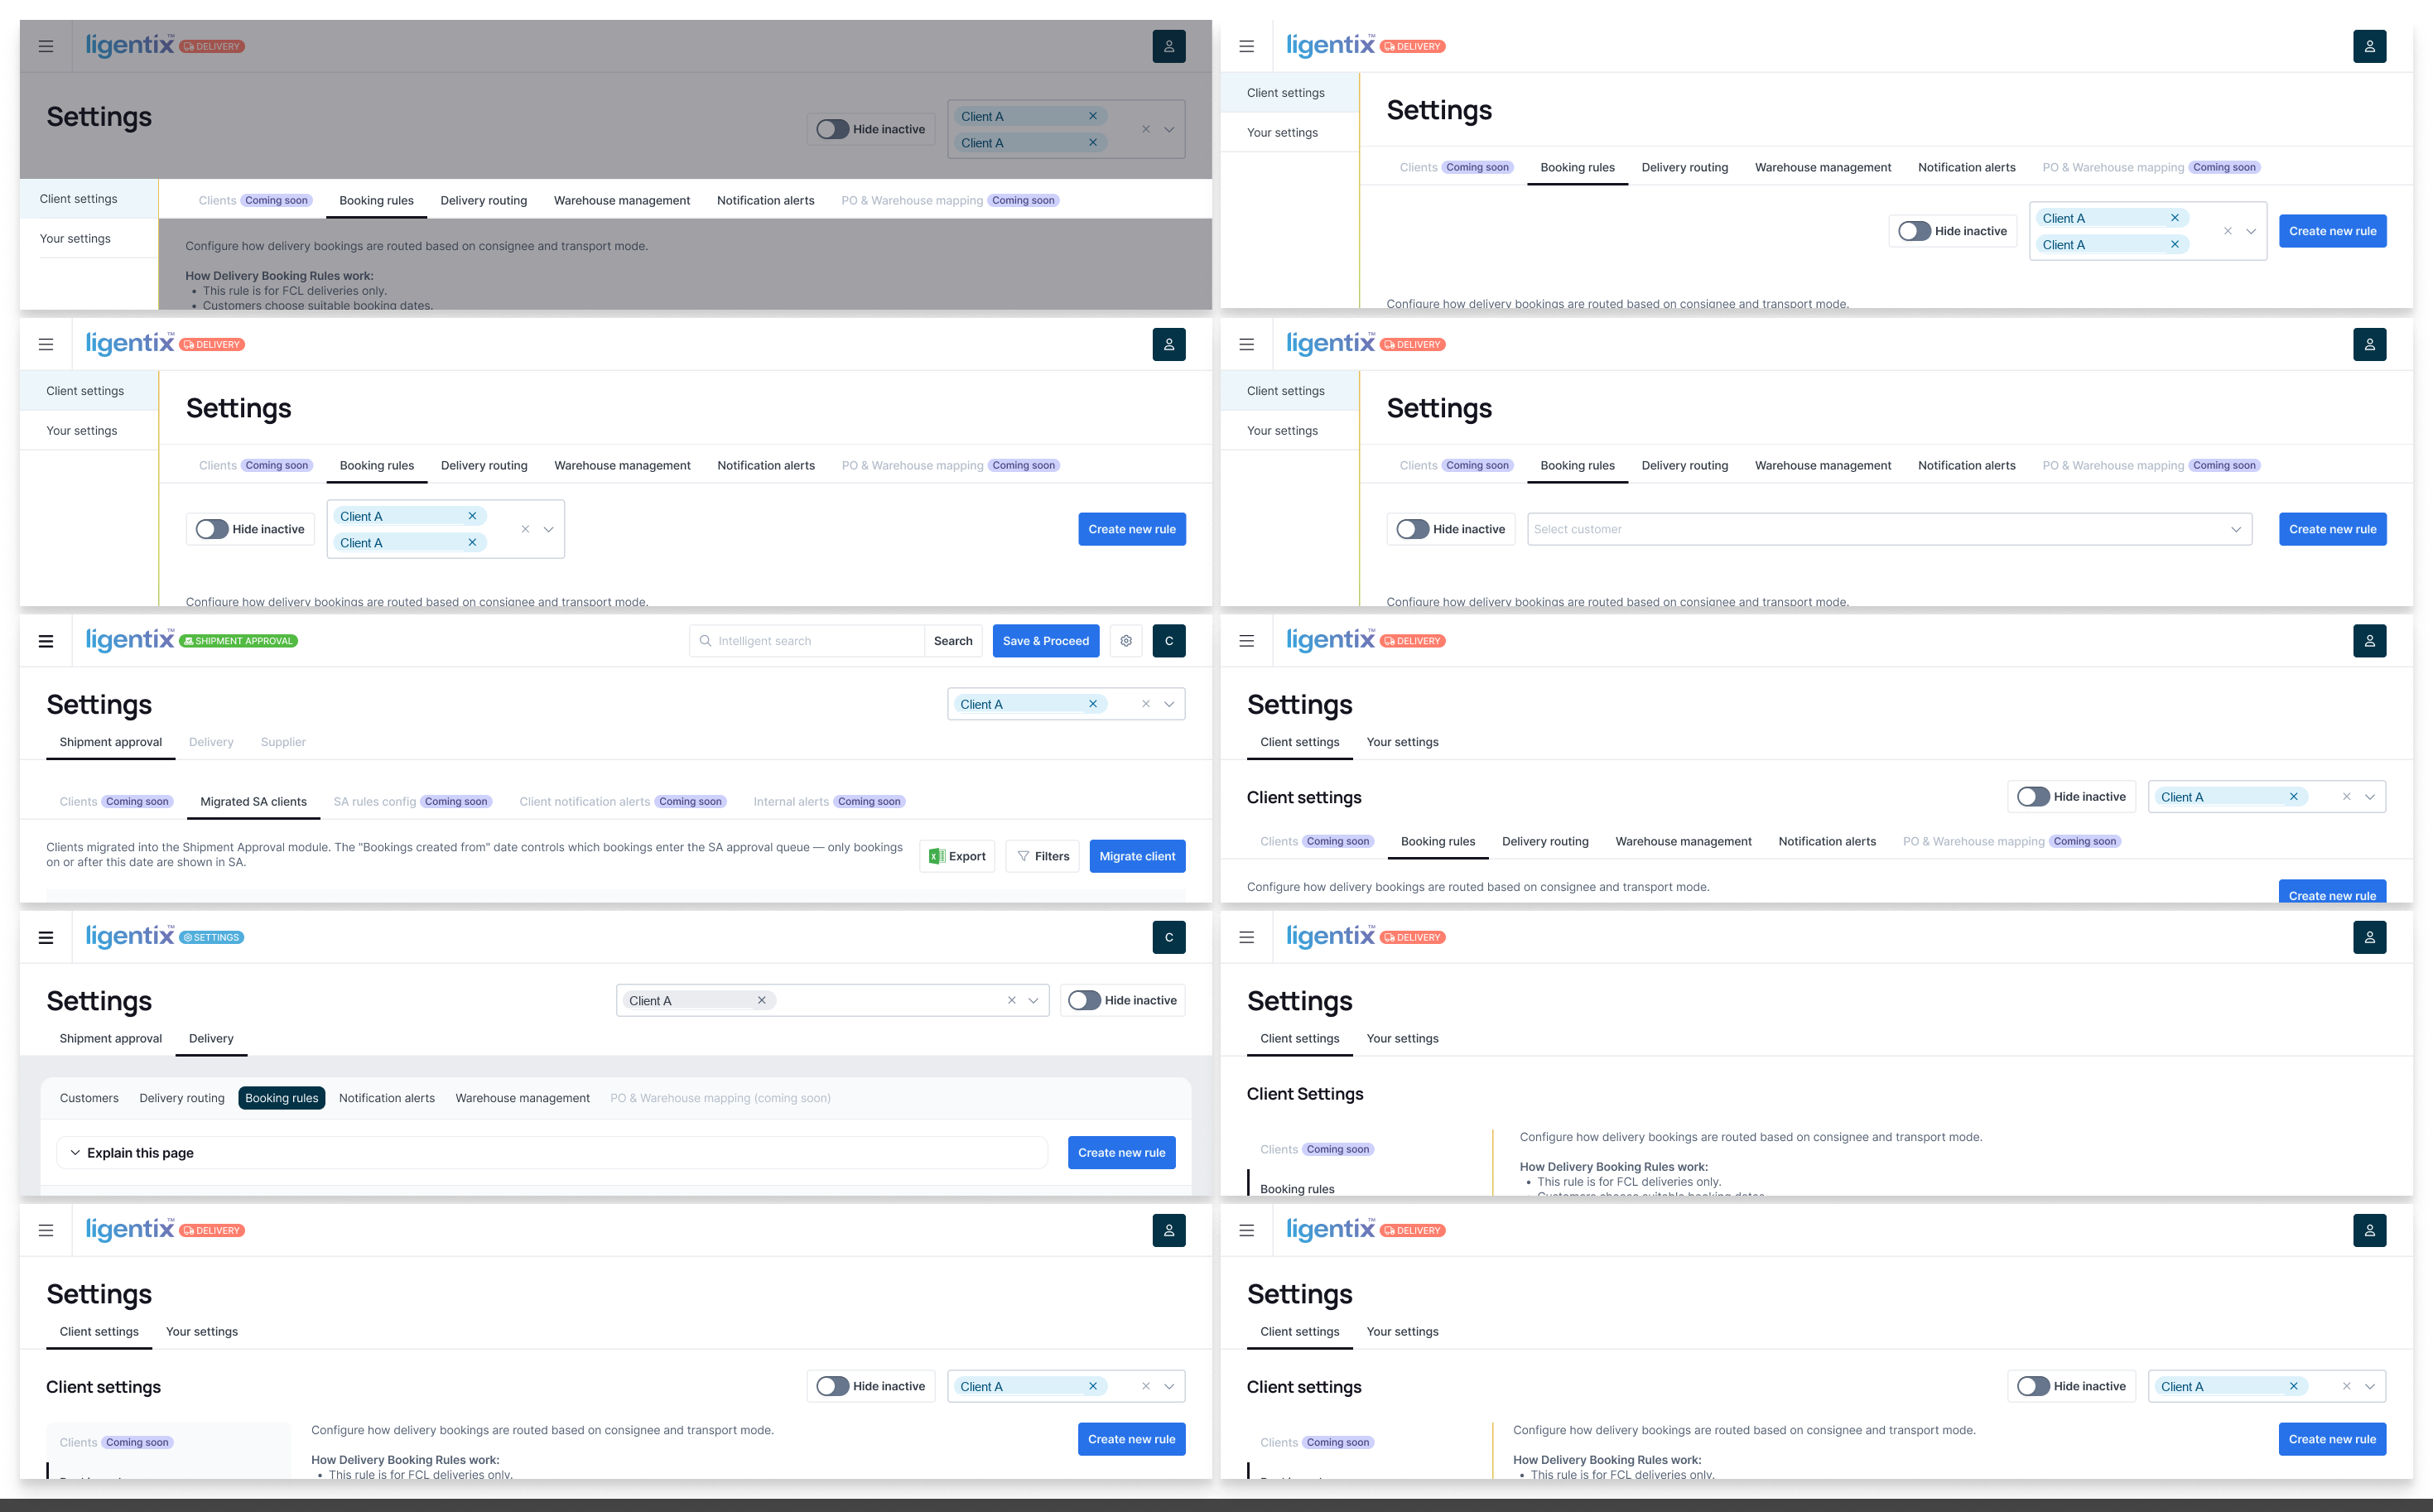 ligentix™ DELIVERY
Settings
Hide inactive
Client A
Client A
Client settings
Your settings
Clients Coming soon Booking rules Delivery routing Warehouse management Notification alerts PO & Warehouse mapping Coming soon
Configure how delivery bookings are routed based on consignee and transport mode.
How Delivery Booking Rules work:
• This rule is for FCL deliveries only.
• Customers choose suitable booking dates.
ligentix™ DELIVERY
Client settings
Your settings
Settings
Clients Coming soon Booking rules Delivery routing Warehouse management Notification alerts PO & Warehouse mapping Coming soon
Hide inactive
Client A
Client A
Create new rule
Configure how delivery bookings are routed based on consignee and transport mode.
ligentix™ DELIVERY
Client settings
Your settings
Settings
Clients Coming soon Booking rules Delivery routing Warehouse management Notification alerts PO & Warehouse mapping Coming soon
Hide inactive
Client A
Client A
Create new rule
Configure how delivery bookings are routed based on consignee and transport mode.
ligentix™ DELIVERY
Client settings
Your settings
Settings
Clients Coming soon Booking rules Delivery routing Warehouse management Notification alerts PO & Warehouse mapping Coming soon
Hide inactive
Select customer
Create new rule
Configure how delivery bookings are routed based on consignee and transport mode.
ligentix™ SHIPMENT APPROVAL
Intelligent search Search Save & Proceed C
Settings
Client A
Shipment approval Delivery Supplier
Clients Coming soon Migrated SA clients SA rules config Coming soon Client notification alerts Coming soon Internal alerts Coming soon
Clients migrated into the Shipment Approval module. The "Bookings created from" date controls which bookings enter the SA approval queue — only bookings
on or after this date are shown in SA.
Export Filters Migrate client
ligentix™ DELIVERY
Settings
Client settings Your settings
Client settings
Hide inactive
Client A
Clients Coming soon Booking rules Delivery routing Warehouse management Notification alerts PO & Warehouse mapping Coming soon
Configure how delivery bookings are routed based on consignee and transport mode.
Create new rule
ligentix™ SETTINGS
C
Settings
Client A
Hide inactive
Shipment approval Delivery
Customers Delivery routing Booking rules Notification alerts Warehouse management PO & Warehouse mapping (coming soon)
Explain this page
Create new rule
ligentix™ DELIVERY
Settings
Client settings Your settings
Client Settings
Clients Coming soon
Booking rules
Configure how delivery bookings are routed based on consignee and transport mode.
How Delivery Booking Rules work:
• This rule is for FCL deliveries only.
ligentix™ DELIVERY
Settings
Client settings Your settings
Client settings
Hide inactive
Client A
Clients Coming soon
Configure how delivery bookings are routed based on consignee and transport mode.
Create new rule
How Delivery Booking Rules work:
• This rule is for FCL deliveries only.
ligentix™ DELIVERY
Settings
Client settings Your settings
Client settings
Hide inactive
Client A
Clients Coming soon
Configure how delivery bookings are routed based on consignee and transport mode.
Create new rule
How Delivery Booking Rules work:
• This rule is for FCL deliveries only.